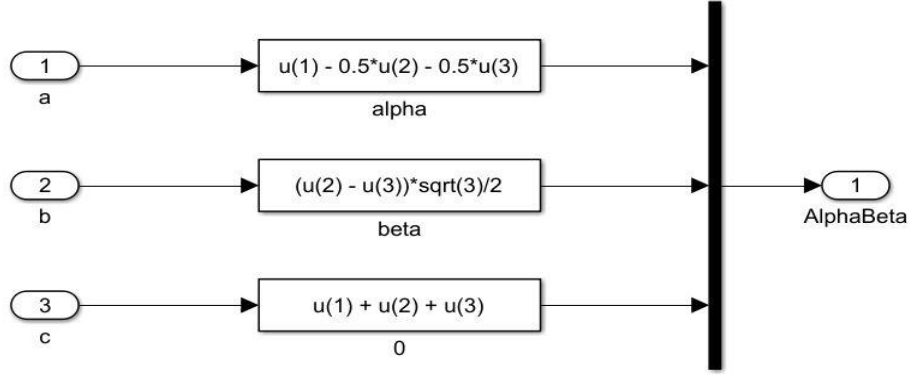 1
a
u(1) - 0.5*u(2) - 0.5*u(3)
alpha
2
b
(u(2) - u(3))*sqrt(3)/2
beta
1
AlphaBeta
3
c
u(1) + u(2) + u(3)
0